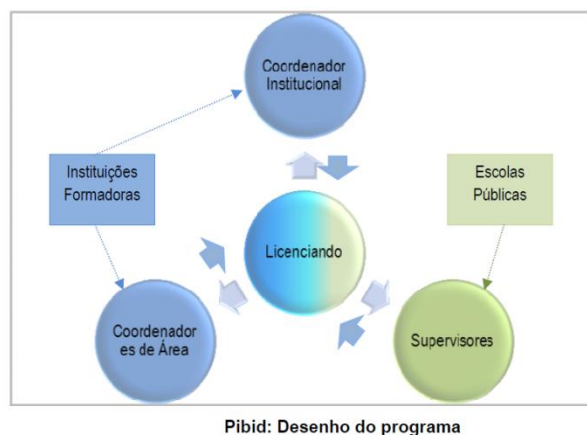 Coordenador
Institucional
Instituições
Formadoras
Escolas
Públicas
Licenciando
Coordenador
es de Área
Supervisores
Pibid: Desenho do programa